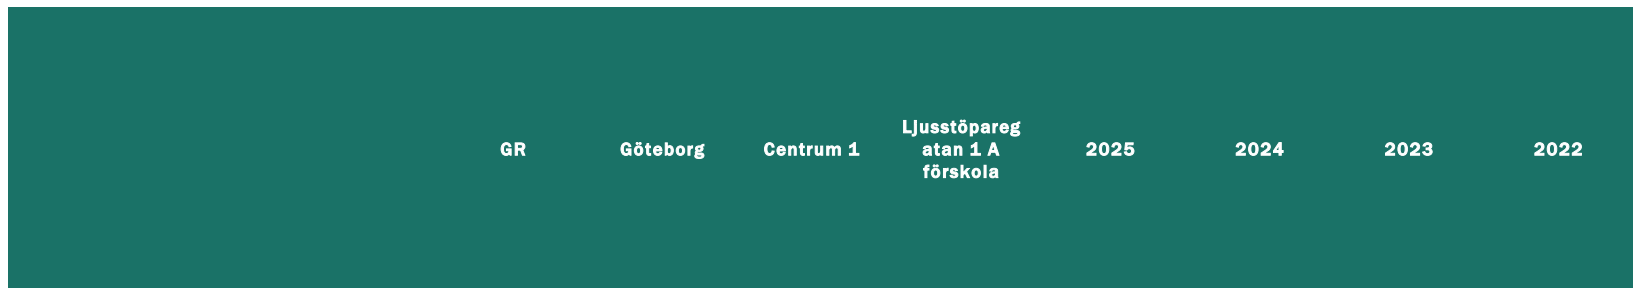 GR Göteborg Centrum 1 Ljusstöpareg
atan 1 A
förskola 2025 2024 2023 2022